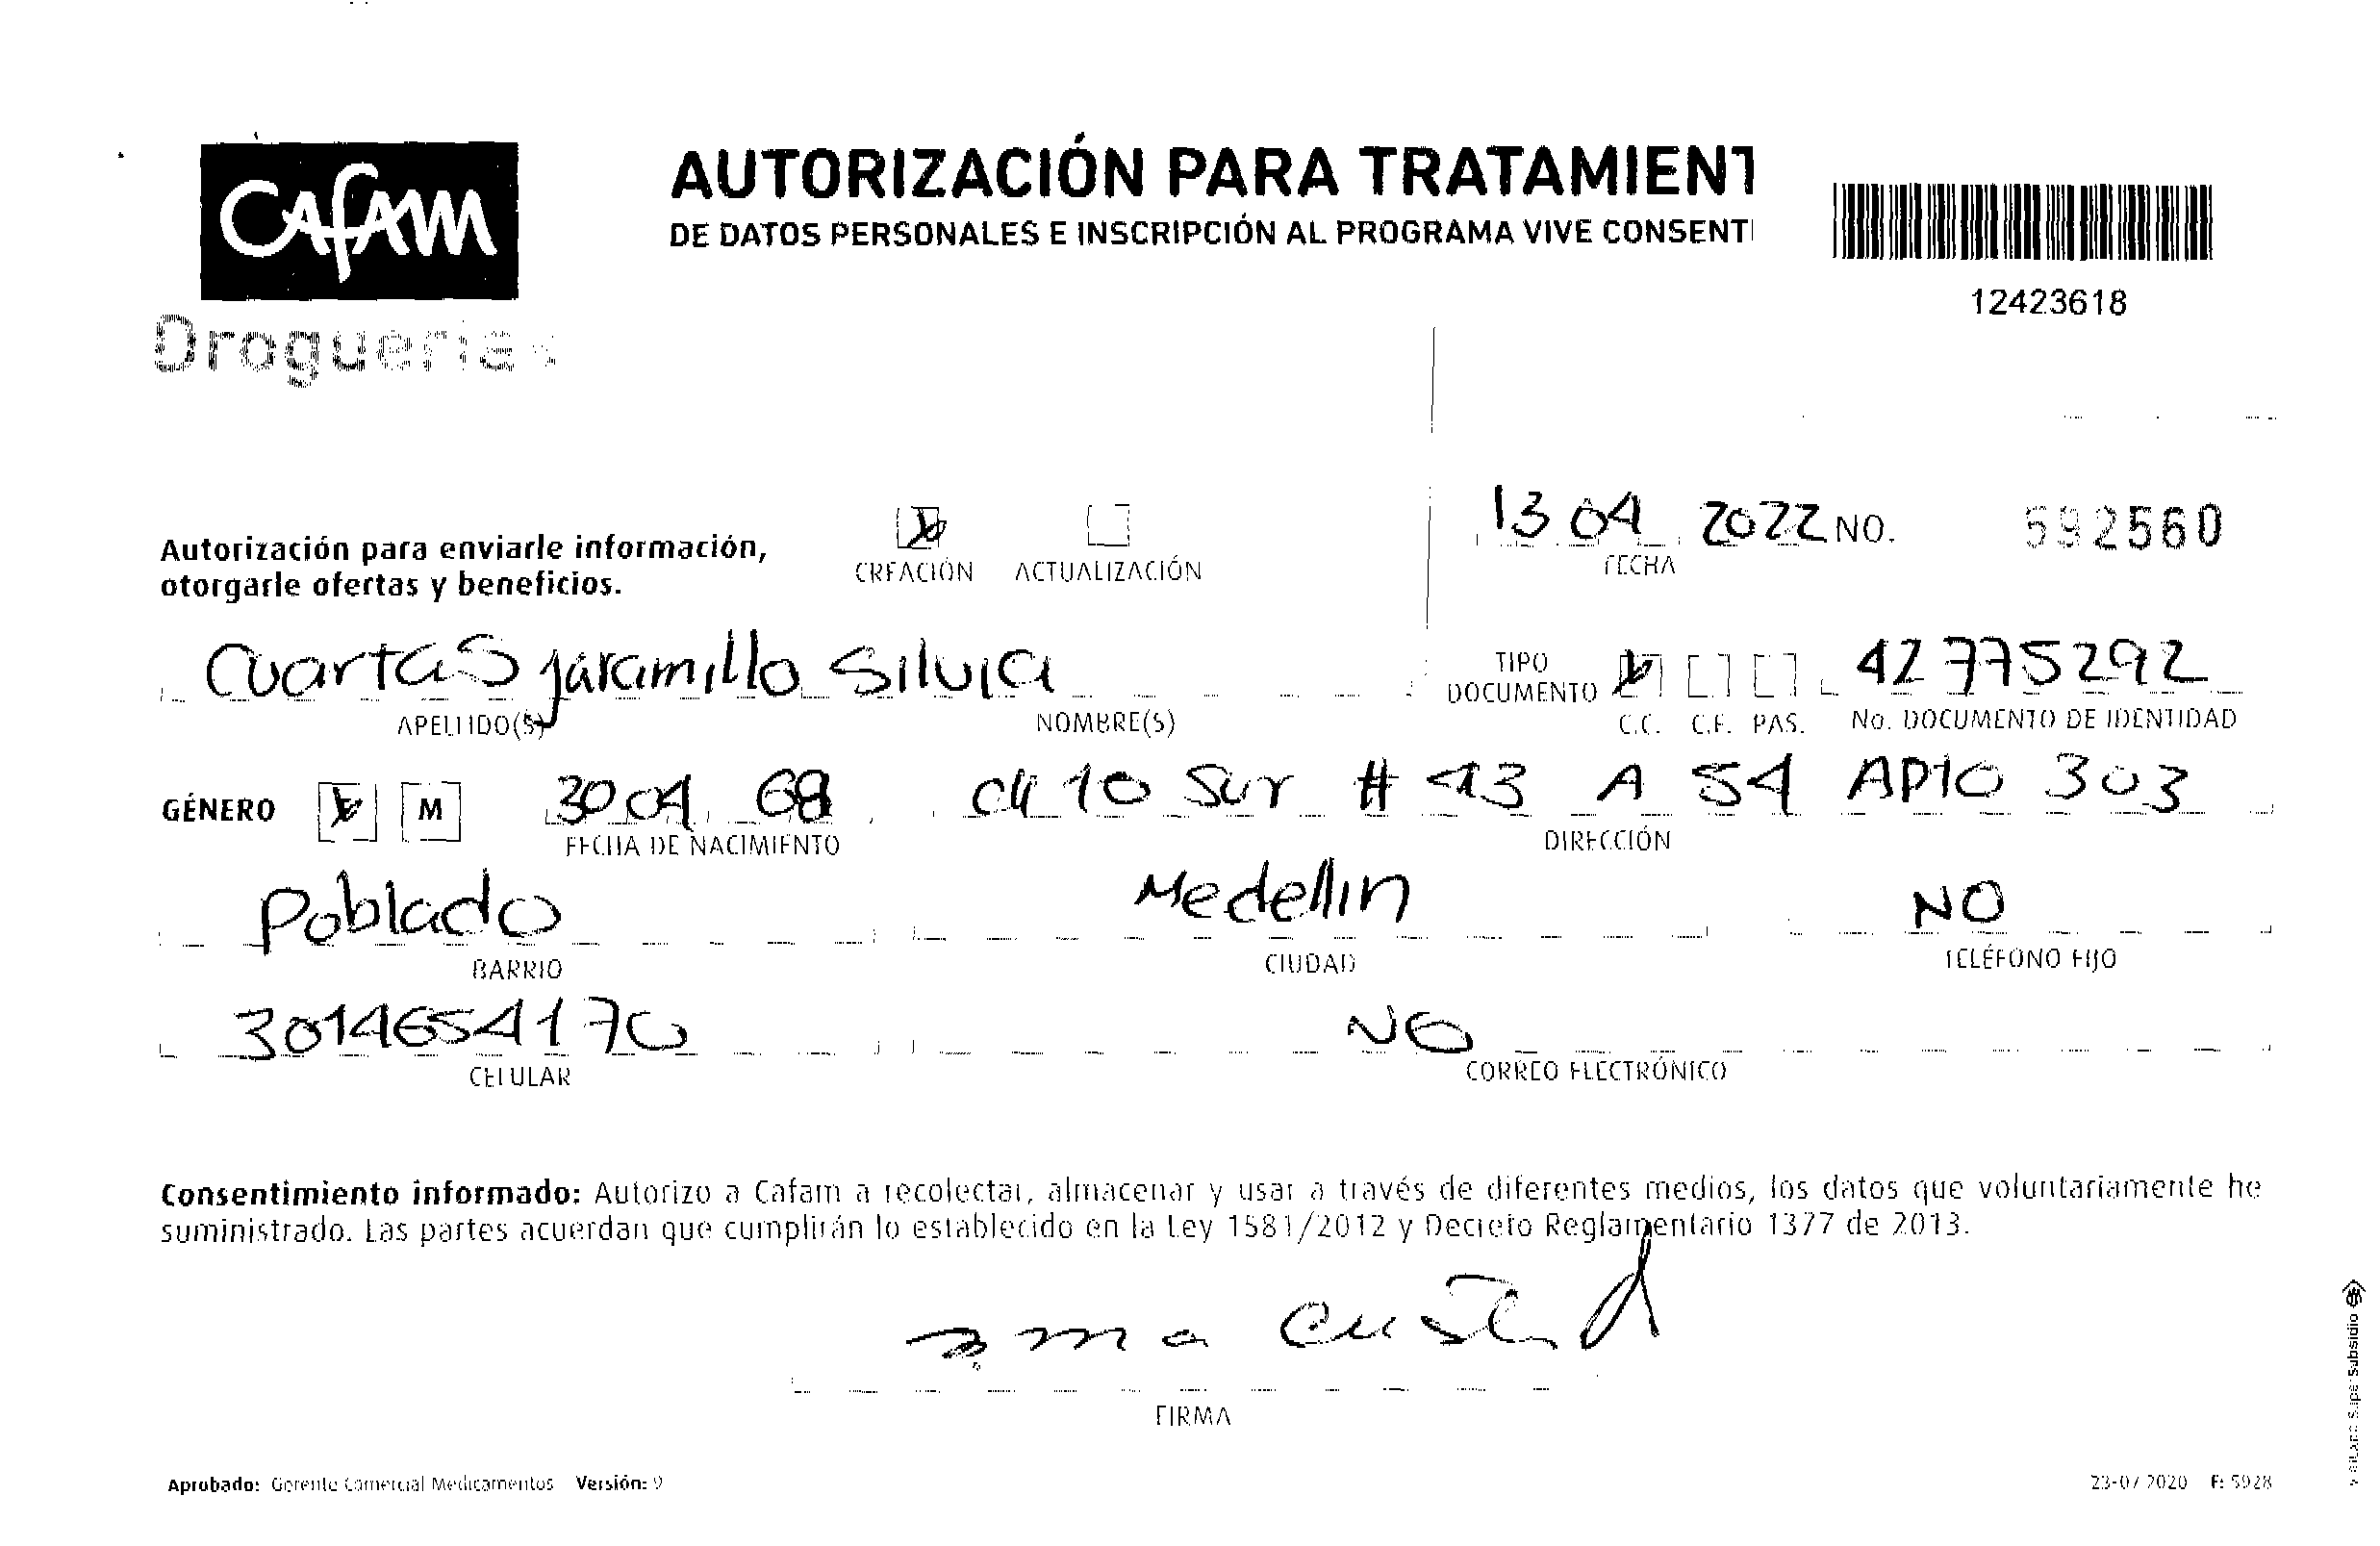 Cafam
Droguerías
AUTORIZACIÓN PARA TRATAMIENT
DE DATOS PERSONALES E INSCRIPCIÓN AL PROGRAMA VIVE CONSENTI
12423618
Autorización para enviarle información,
otorgarle ofertas y beneficios.
CREACIÓN ACTUALIZACIÓN
13 04 2022 NO. 592560
FECHA
Cuartas jaramillo Silvia
APELLIDO(S) NOMBRE(S)
TIPO DOCUMENTO 42775292
C.C. C.E. PAS. No. DOCUMENTO DE IDENTIDAD
GÉNERO M 30 04 68 Cll 10 Sur # 43 A 54 APTO 303
FECHA DE NACIMIENTO DIRECCIÓN
Poblado Medellin NO
BARRIO CIUDAD TELÉFONO FIJO
3014654170 NO
CELULAR CORREO ELECTRÓNICO
Consentimiento informado: Autorizo a Cafam a recolectar, almacenar y usar a través de diferentes medios, los datos que voluntariamente he
suministrado. Las partes acuerdan que cumplirán lo establecido en la Ley 1581/2012 y Decreto Reglamentario 1377 de 2013.
FIRMA
Aprobado: Gerente Comercial Medicamentos Versión: 9
23-07 2020 F: 5928